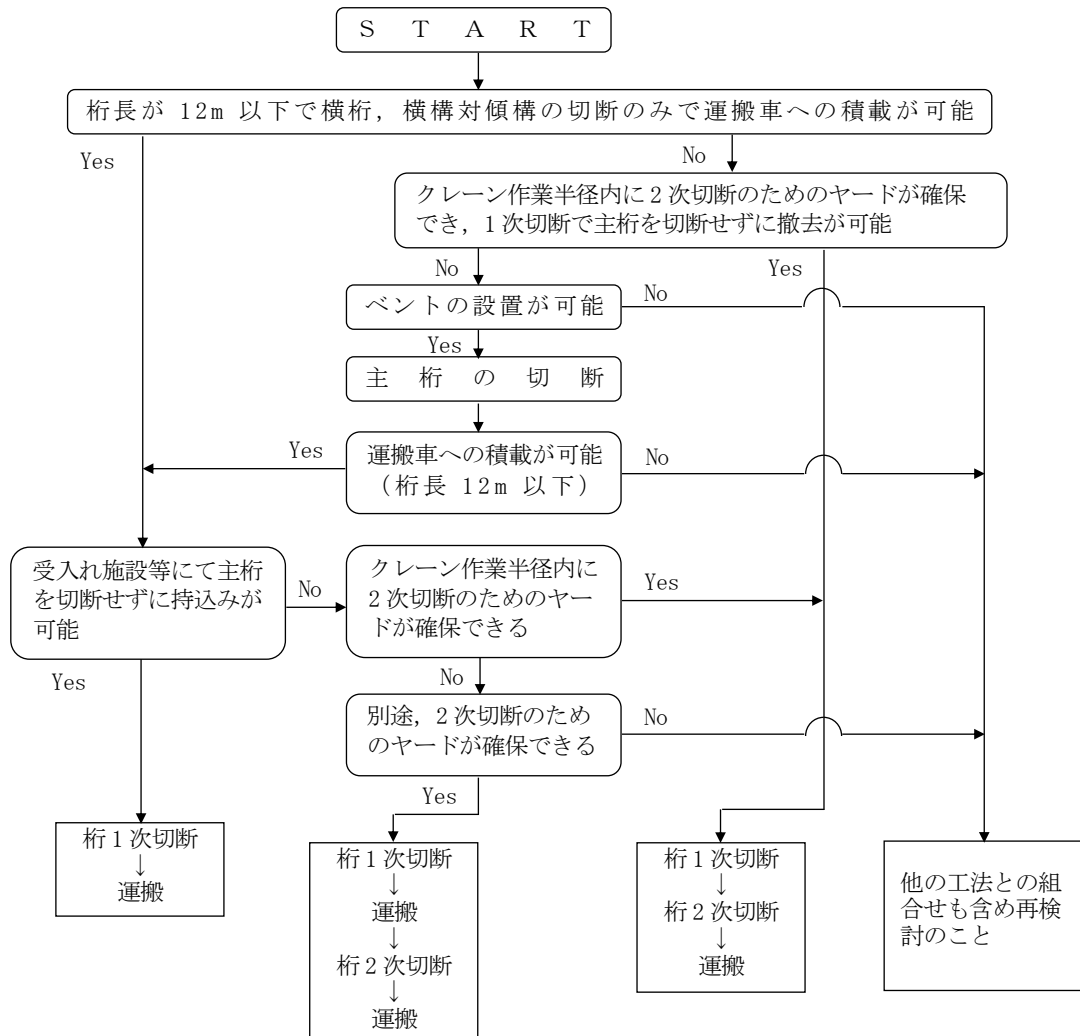 START
桁長が 12m 以下で横桁，横構対傾構の切断のみで運搬車への積載が可能
Yes
No
クレーン作業半径内に２次切断のためのヤードが確保
でき，１次切断で主桁を切断せずに撤去が可能
No
Yes
ベントの設置が可能
No
Yes
主桁の切断
Yes
運搬車への積載が可能
（桁長 12m 以下）
No
受入れ施設等にて主桁
を切断せずに持込みが
可能
No
クレーン作業半径内に
２次切断のためのヤー
ドが確保できる
Yes
Yes
No
別途，２次切断のため
のヤードが確保できる
No
Yes
桁１次切断
↓
運搬
桁１次切断
↓
運搬
↓
桁２次切断
↓
運搬
桁１次切断
↓
桁２次切断
↓
運搬
他の工法との組
合せも含め再検
討のこと